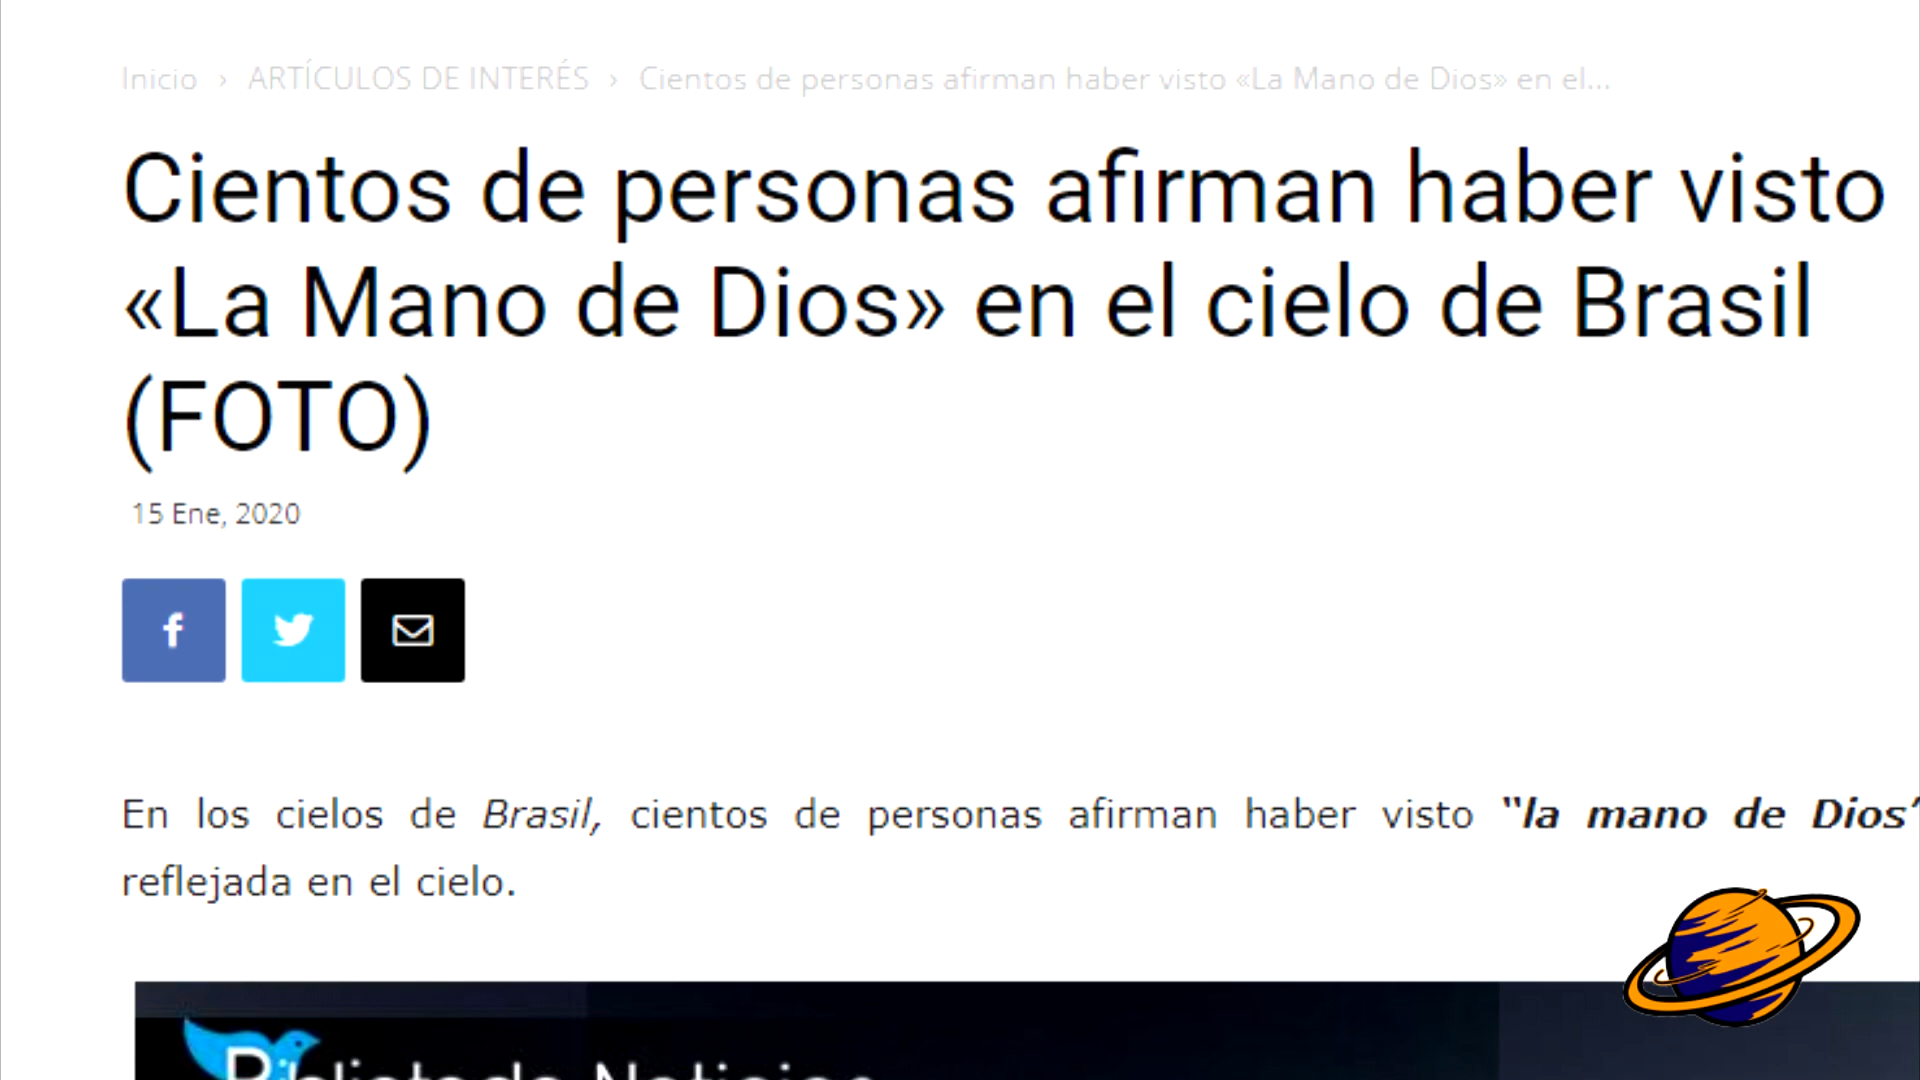 Inicio › ARTÍCULOS DE INTERÉS › Cientos de personas afirman haber visto «La Mano de Dios» en el...
Cientos de personas afirman haber visto
«La Mano de Dios» en el cielo de Brasil
(FOTO)
15 Ene, 2020
En los cielos de Brasil, cientos de personas afirman haber visto “la mano de Dios”
reflejada en el cielo.